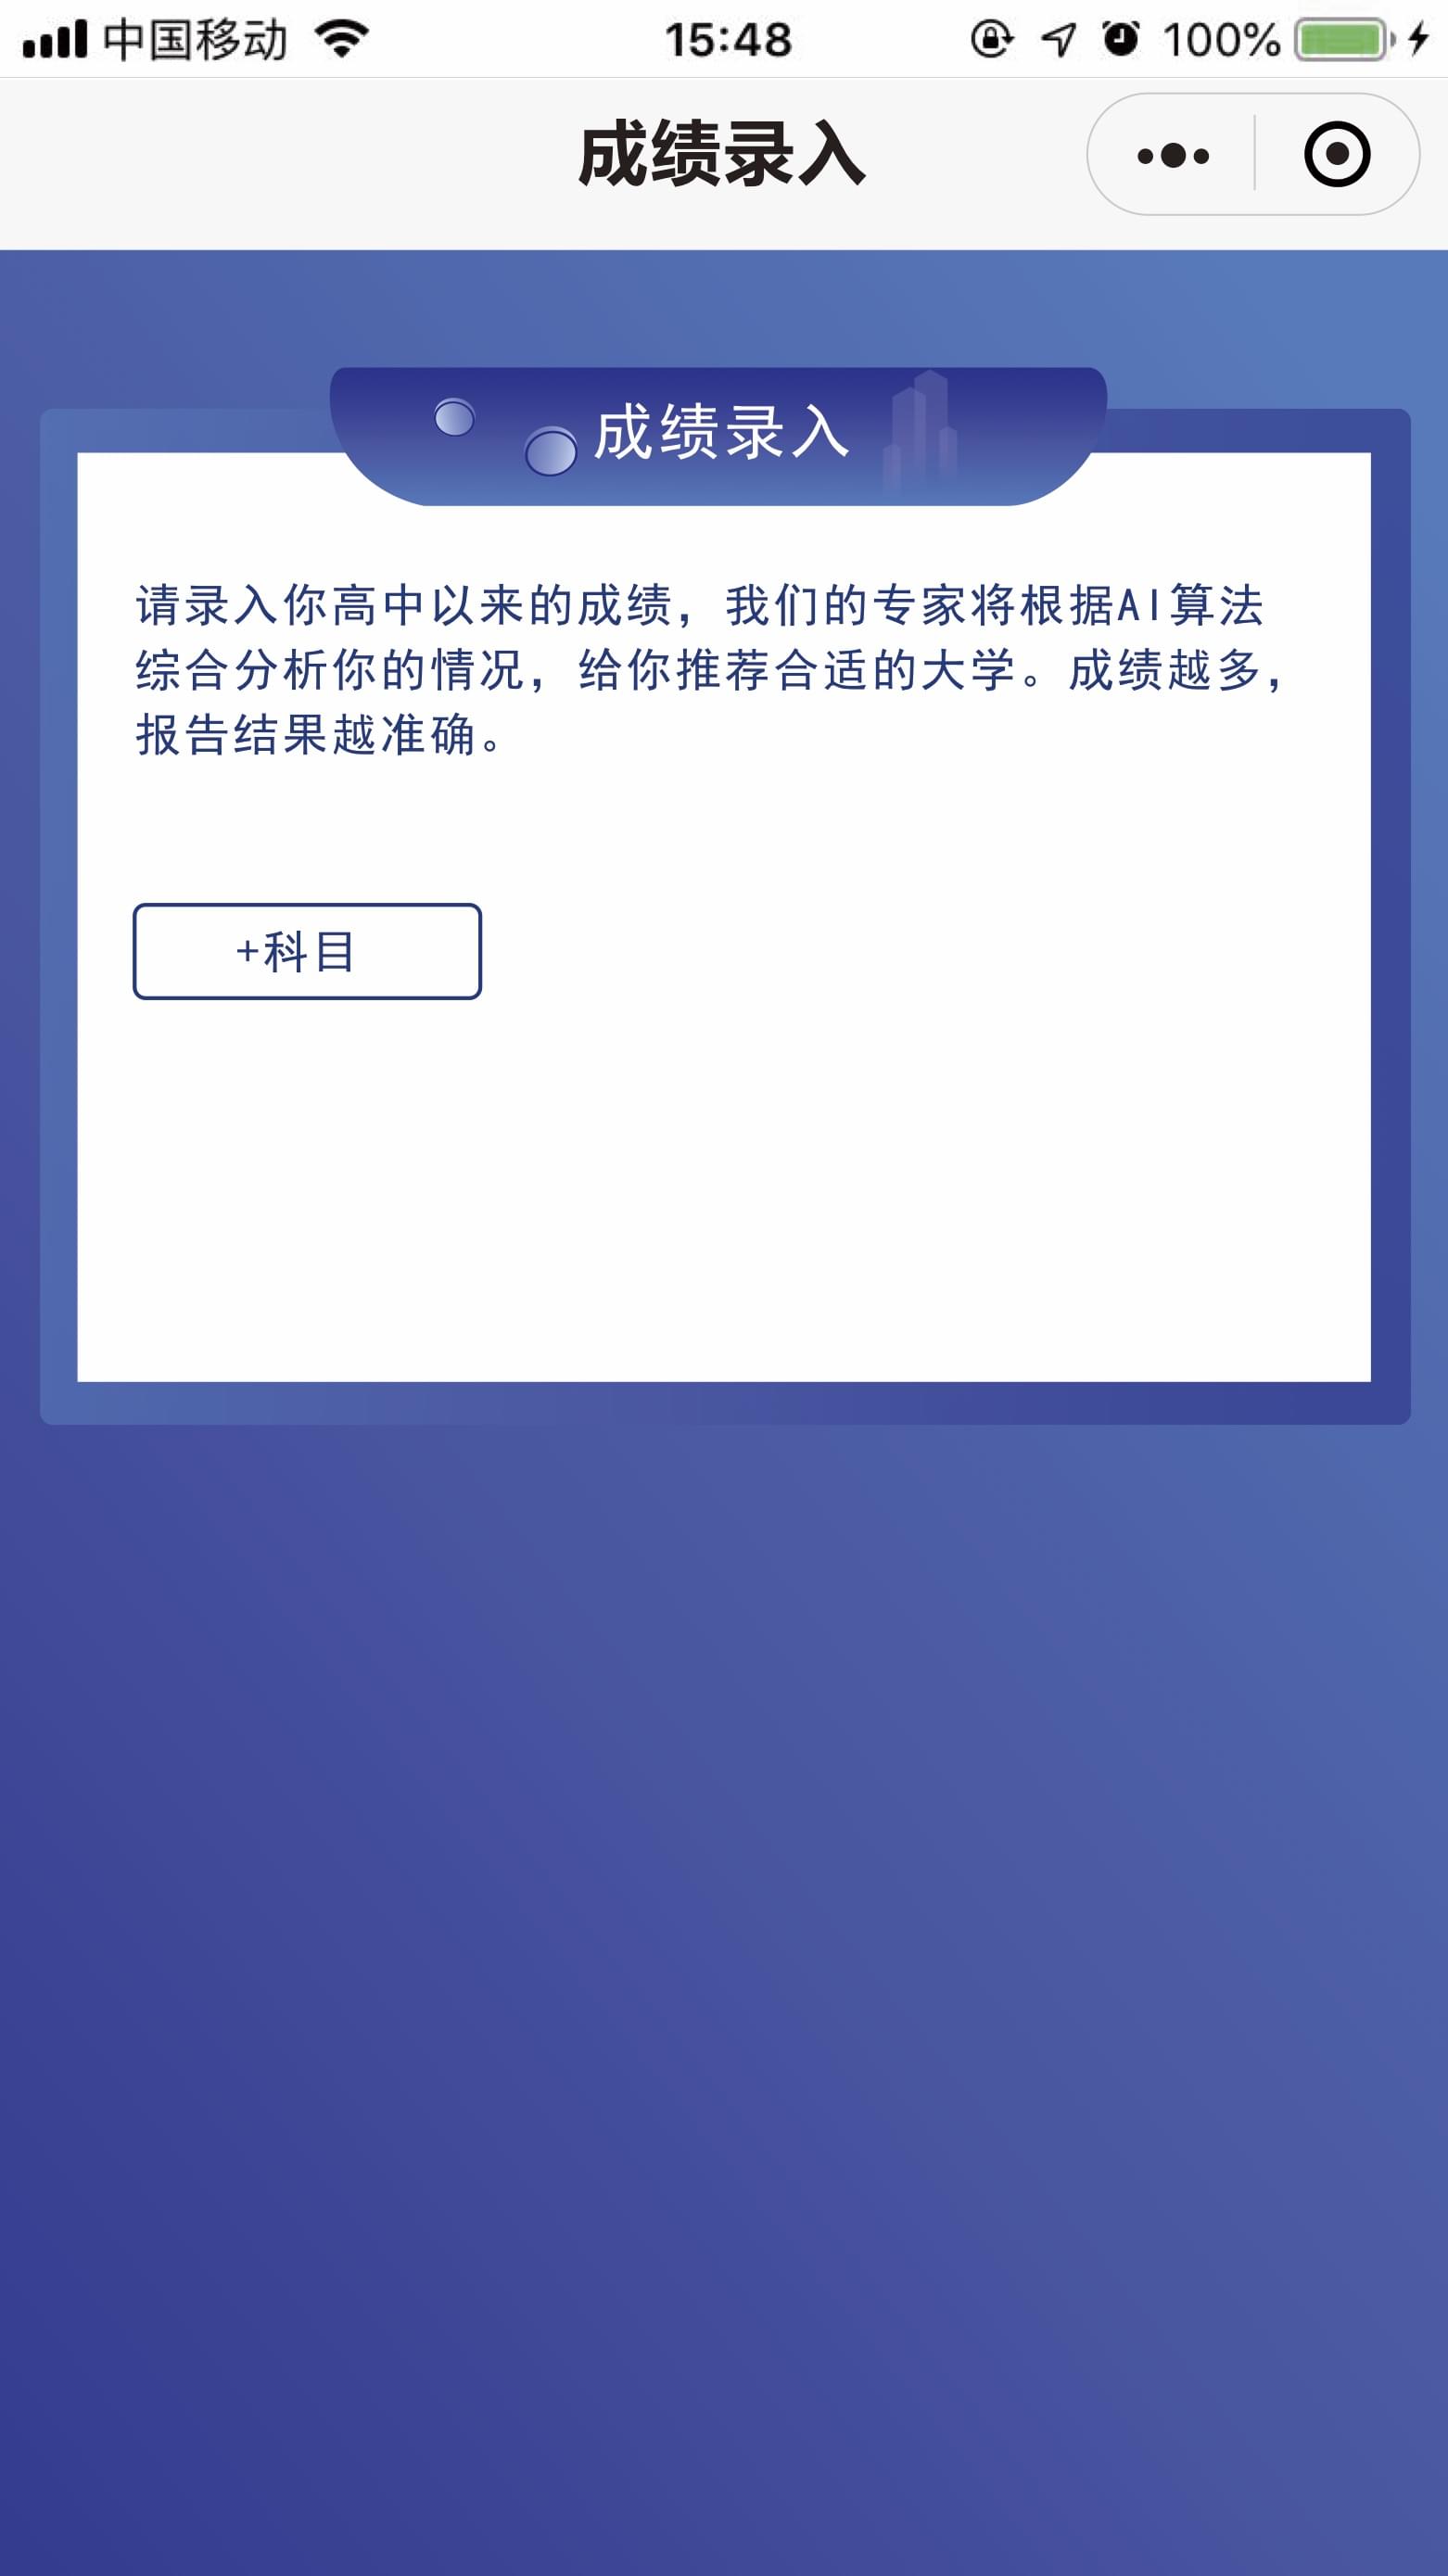 中国移动 15:48 100%
成绩录入
成绩录入
请录入你高中以来的成绩，我们的专家将根据AI算法
综合分析你的情况，给你推荐合适的大学。成绩越多，
报告结果越准确。
+科目